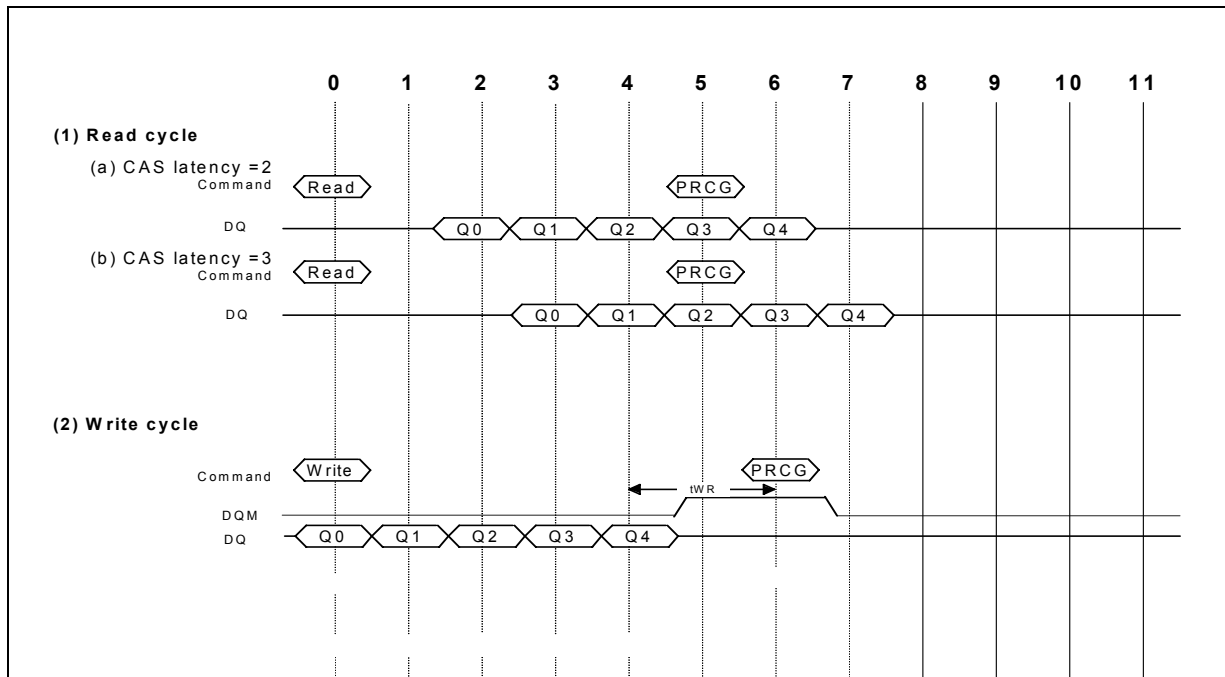 0 1 2 3 4 5 6 7 8 9 10 11
(1) Read cycle
(a) CAS latency =2
Command Read PRCG
DQ Q0 Q1 Q2 Q3 Q4
(b) CAS latency =3
Command Read PRCG
DQ Q0 Q1 Q2 Q3 Q4
(2) Write cycle
Command Write PRCG
tWR
DQM
DQ Q0 Q1 Q2 Q3 Q4